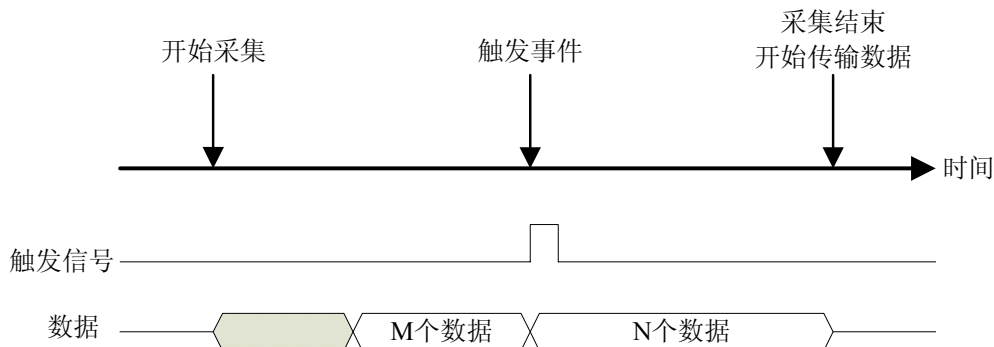 采集结束
开始采集
触发事件
开始传输数据
时间
触发信号
数据
M个数据
N个数据